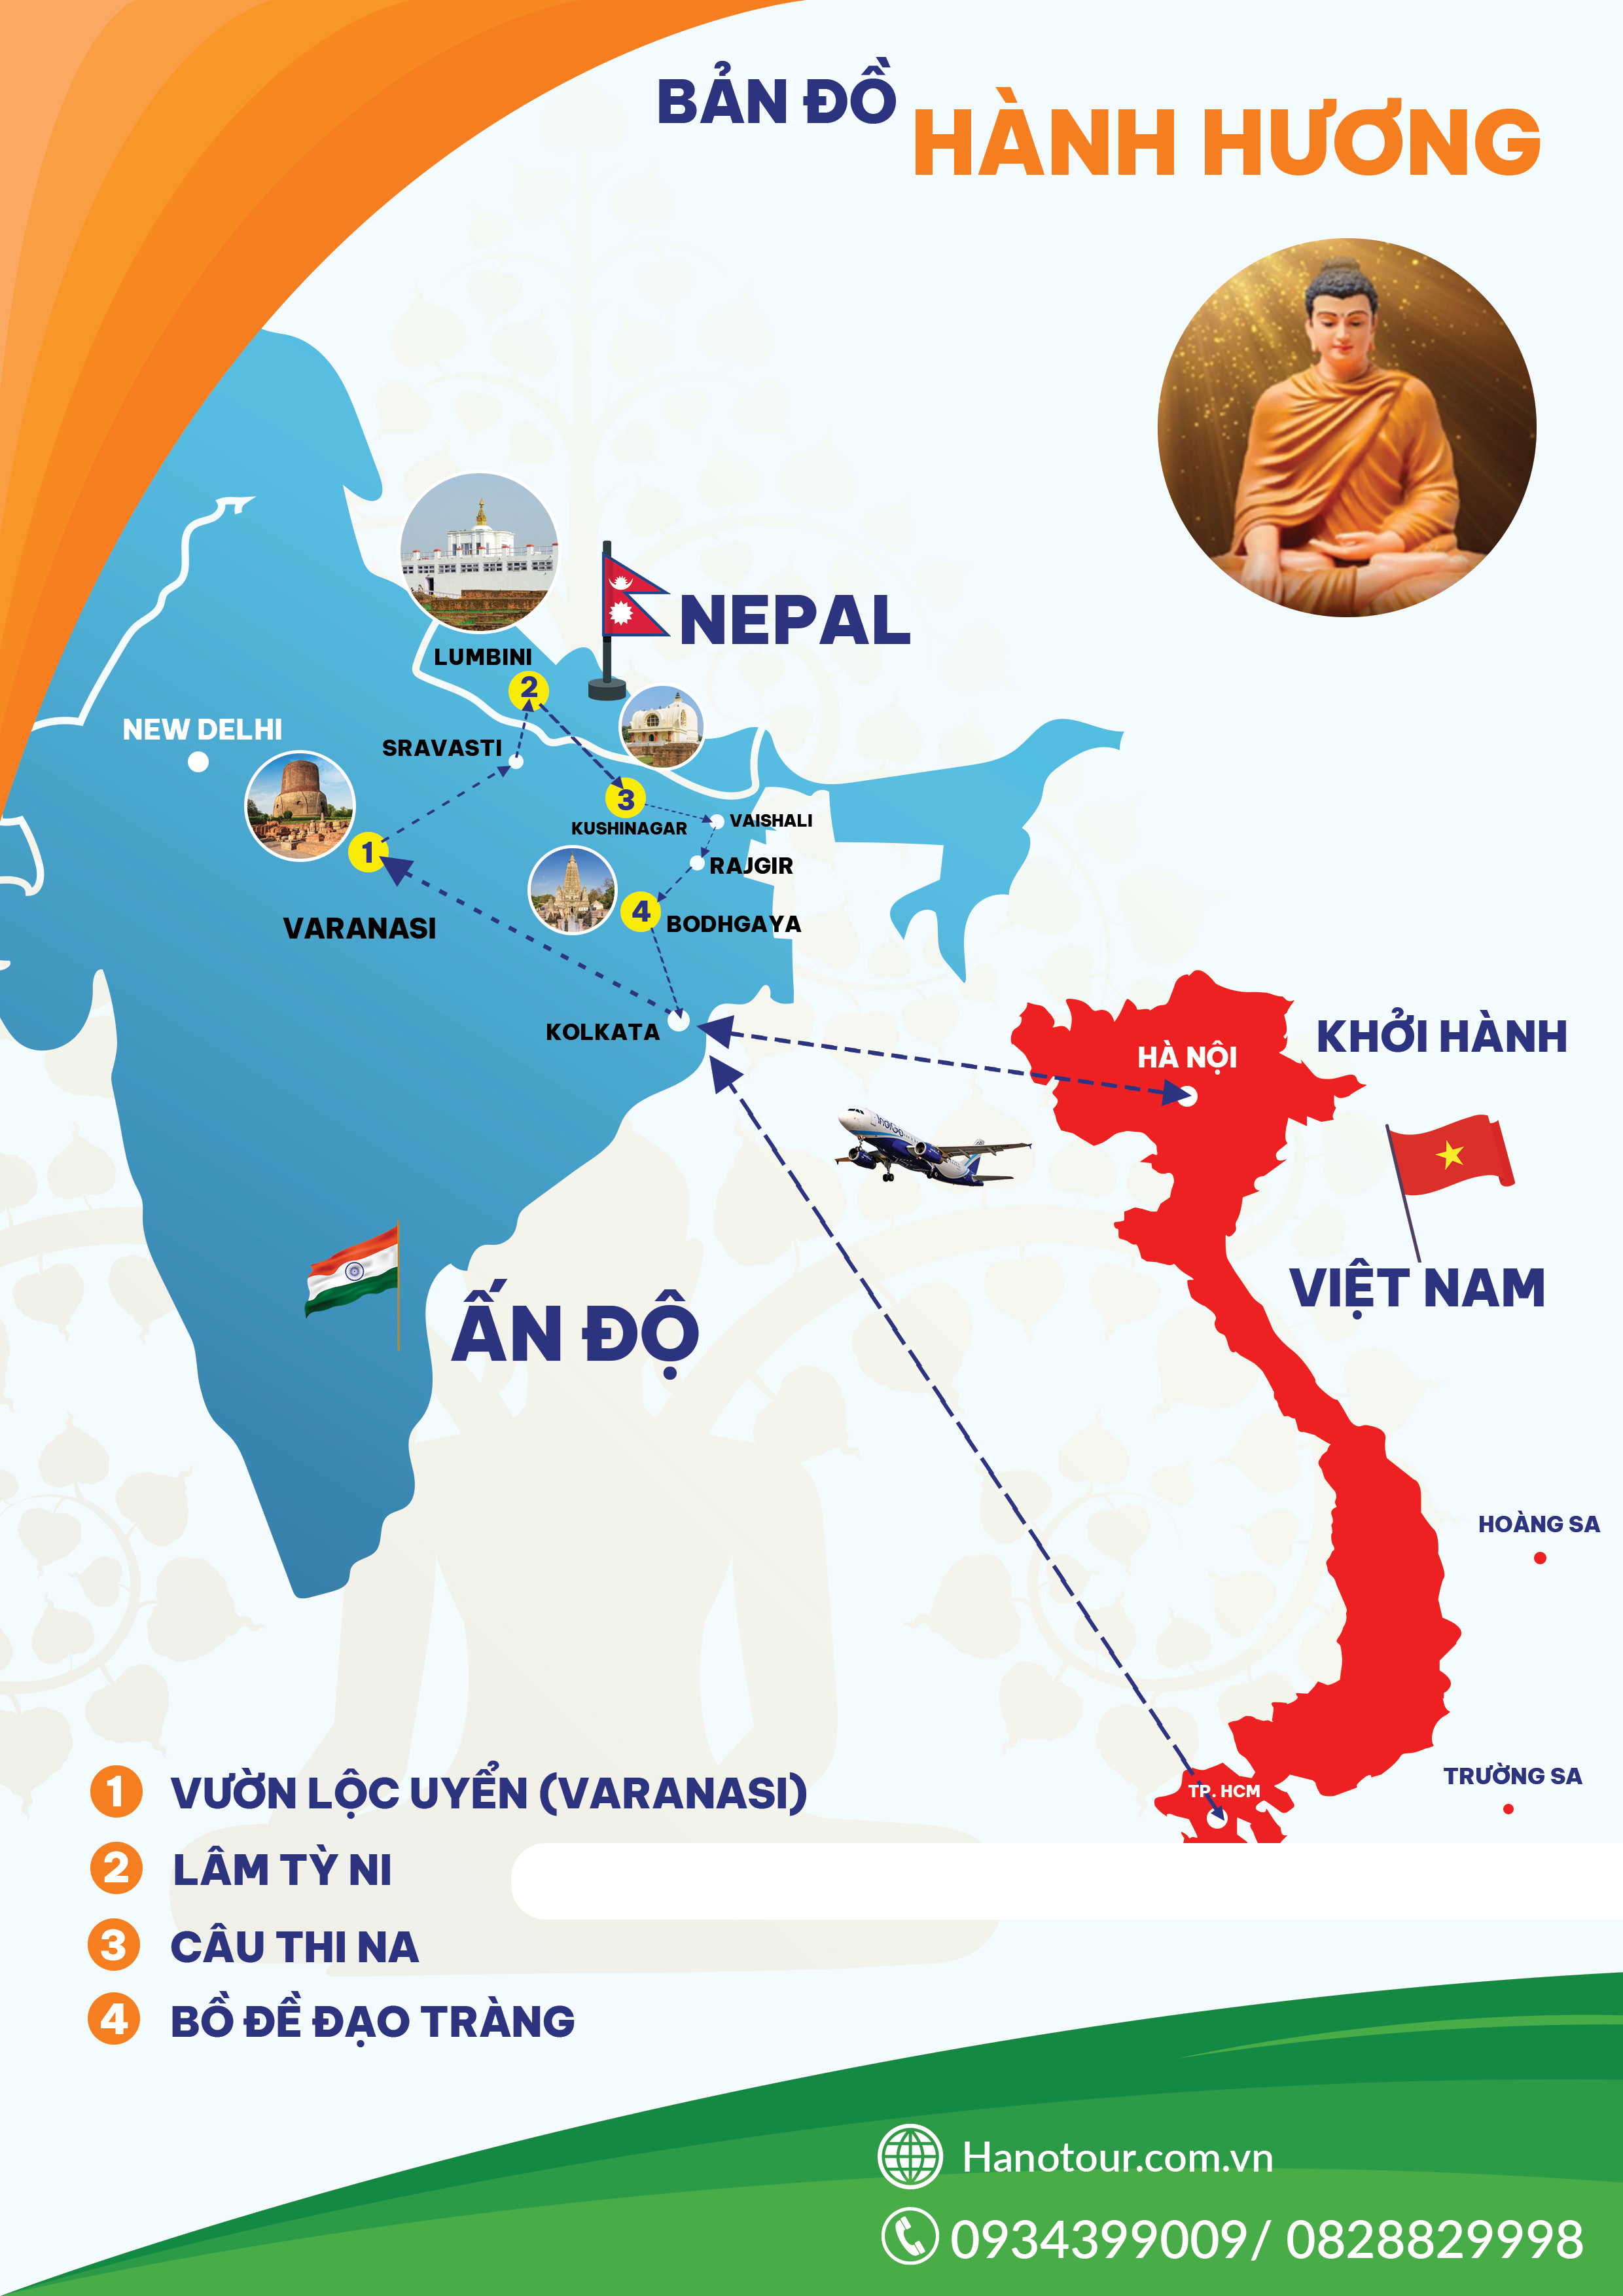 BẢN ĐỒ
HÀNH HƯƠNG
NEPAL
LUMBINI
2
NEW DELHI
SRAVASTI
3
KUSHINAGAR
VAISHALI
1
RAJGIR
4
BODHGAYA
VARANASI
KOLKATA
KHỞI HÀNH
HÀ NỘI
IndiGo
VIỆT NAM
ẤN ĐỘ
HOÀNG SA
TRƯỜNG SA
TP. HCM
1 VƯỜN LỘC UYỂN (VARANASI)
2 LÂM TỲ NI
3 CÂU THI NA
4 BỒ ĐỀ ĐẠO TRÀNG
Hanotour.com.vn
0934399009/ 0828829998